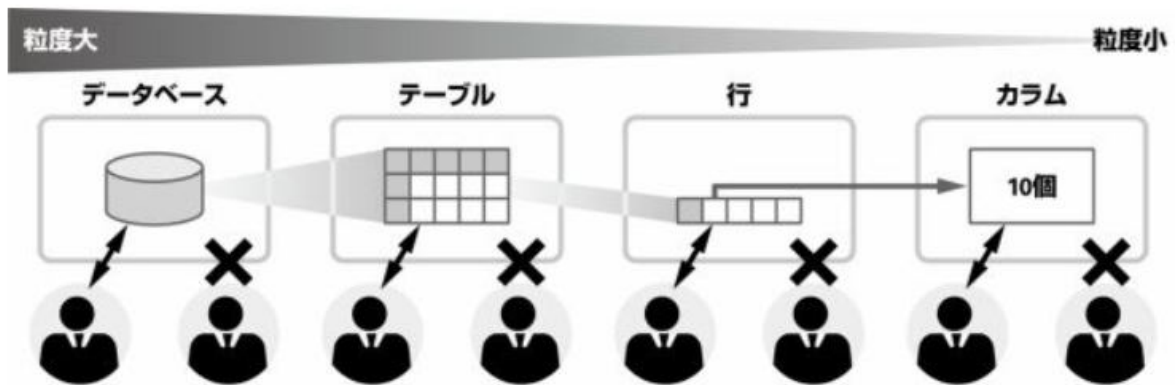 粒度大
粒度小
データベース
テーブル
行
カラム
10個